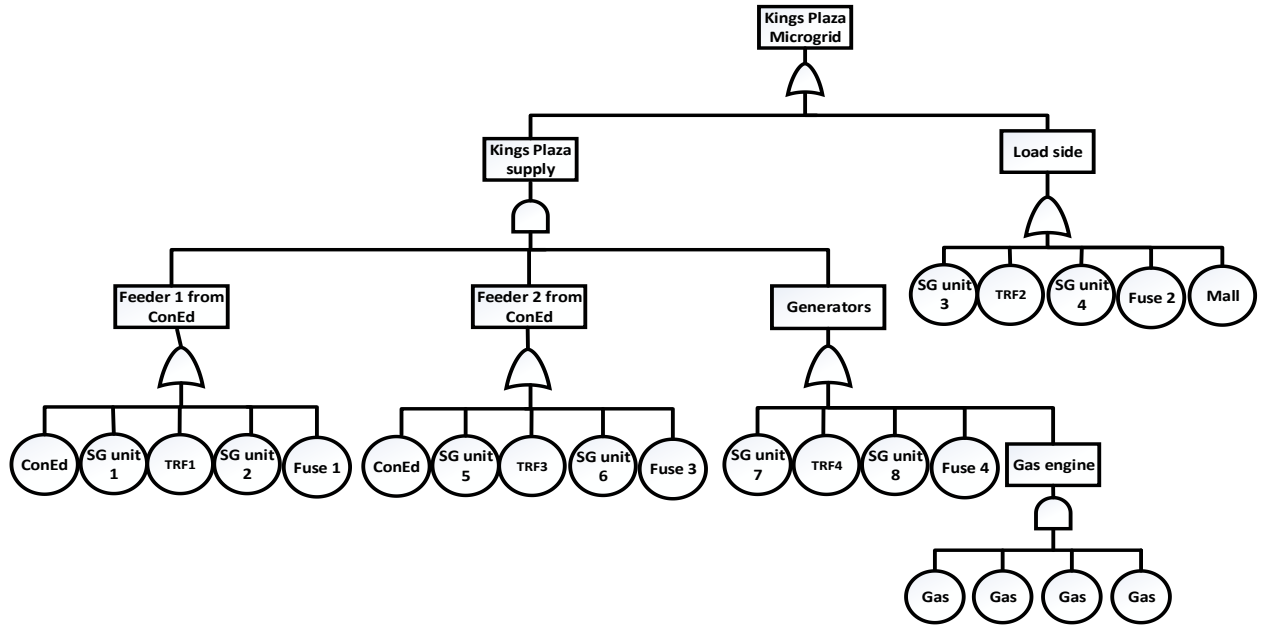 Kings Plaza
Microgrid
Kings Plaza
supply
Load side
SG unit
3
TRF2
SG unit
4
Fuse 2
Mall
Feeder 1 from
ConEd
Feeder 2 from
ConEd
Generators
ConEd
SG unit
1
TRF1
SG unit
2
Fuse 1
ConEd
SG unit
5
TRF3
SG unit
6
Fuse 3
SG unit
7
TRF4
SG unit
8
Fuse 4
Gas engine
Gas
Gas
Gas
Gas